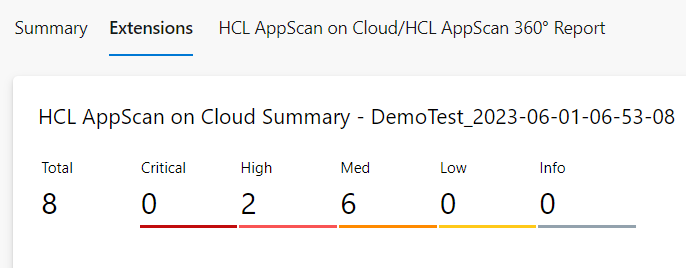 Summary Extensions HCL AppScan on Cloud/HCL AppScan 360° Report
HCL AppScan on Cloud Summary - DemoTest_2023-06-01-06-53-08
Total Critical High Med Low Info
8 0 2 6 0 0